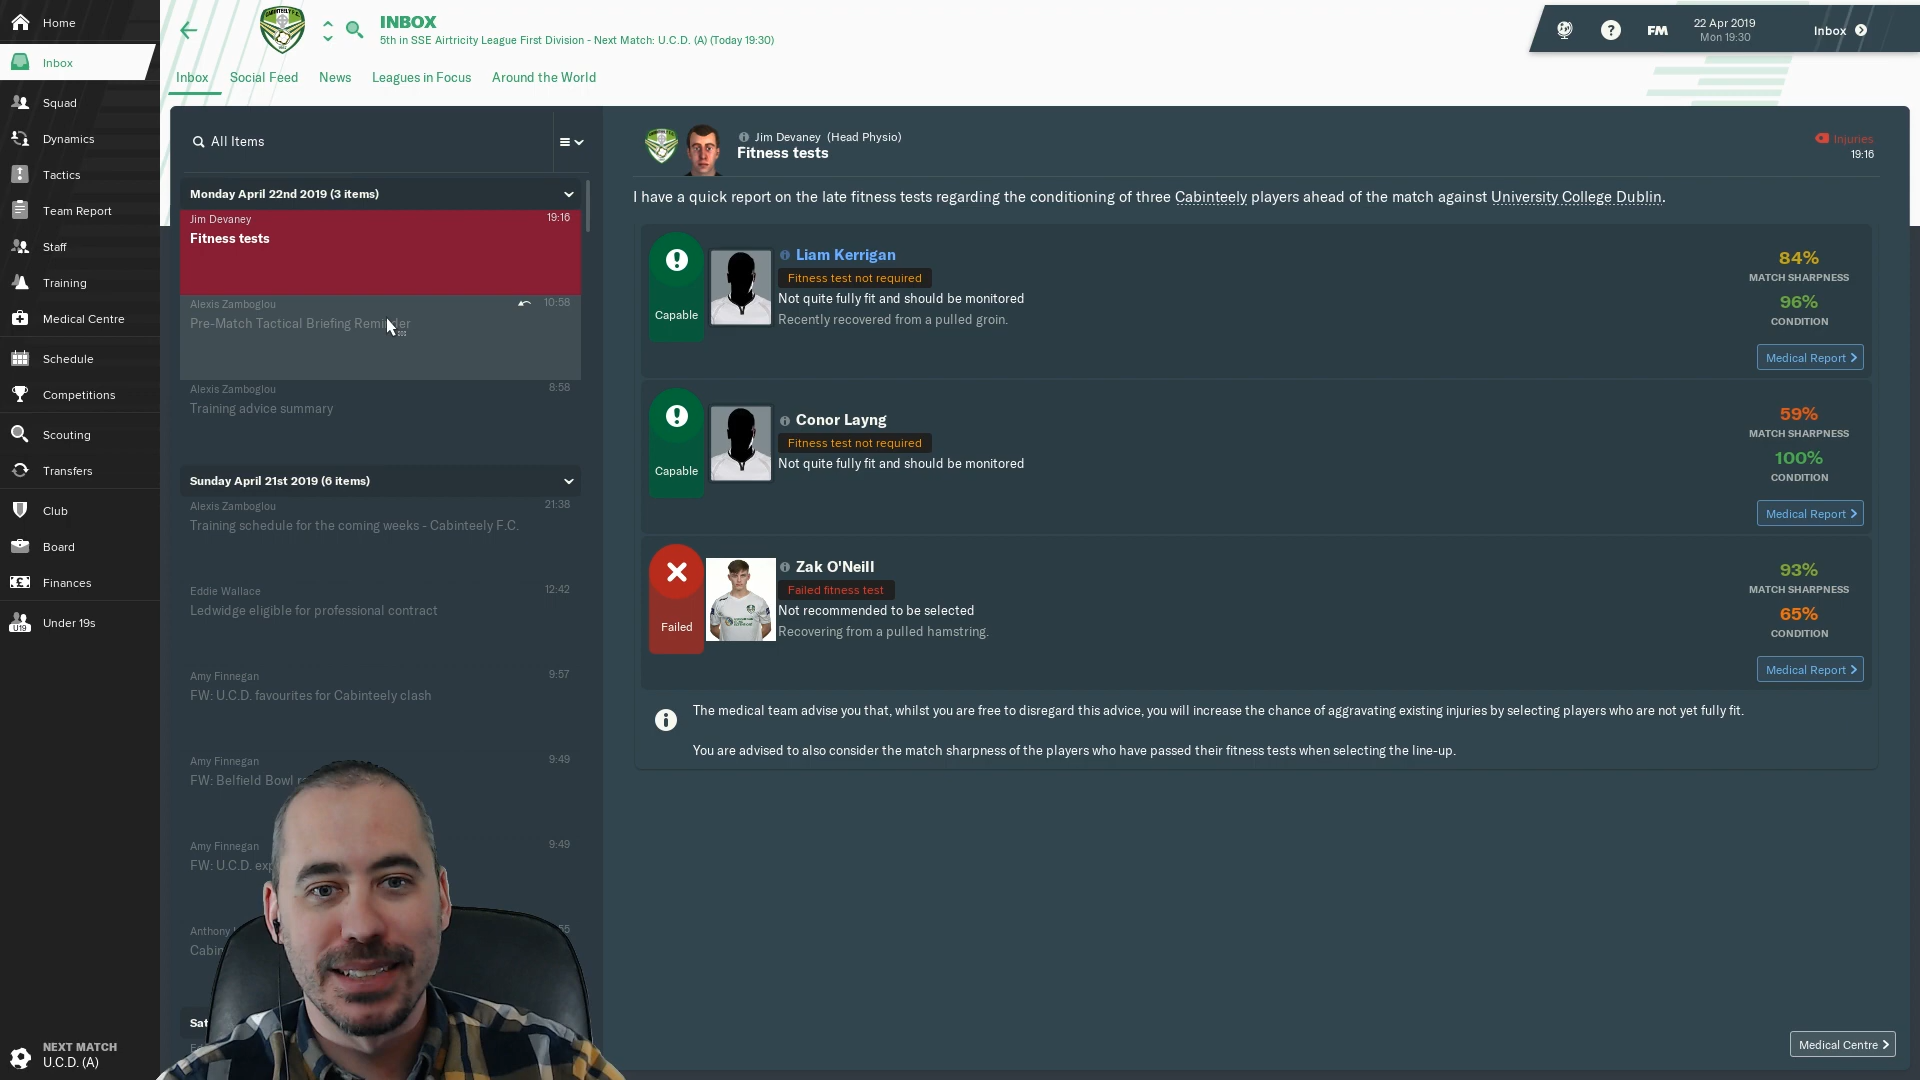 Home
Inbox
Squad
Dynamics
Tactics
Team Report
Staff
Training
Medical Centre
Schedule
Competitions
Scouting
Transfers
Club
Board
Finances
U19
Under 19s
NEXT MATCH
U.C.D. (A)
INBOX
5th in SSE Airtricity League First Division - Next Match: U.C.D. (A) (Today 19:30)
Inbox Social Feed News Leagues in Focus Around the World
? FM
22 Apr 2019
Mon 19:30
Inbox
All Items
Monday April 22nd 2019 (3 items)
Jim Devaney 19:16
Fitness tests
Alexis Zamboglou 10:58
Pre-Match Tactical Briefing Reminder
Alexis Zamboglou 8:58
Training advice summary
Sunday April 21st 2019 (6 items)
Alexis Zamboglou 21:38
Training schedule for the coming weeks - Cabinteely F.C.
Eddie Wallace 12:42
Ledwidge eligible for professional contract
Amy Finnegan 9:57
FW: U.C.D. favourites for Cabinteely clash
Amy Finnegan 9:49
FW: Belfield Bowl
Amy Finnegan 9:49
FW: U.C.D.
Anthony
Jim Devaney (Head Physio)
Fitness tests
Injuries
19:16
I have a quick report on the late fitness tests regarding the conditioning of three Cabinteely players ahead of the match against University College Dublin.
Capable
Liam Kerrigan
Fitness test not required
Not quite fully fit and should be monitored
Recently recovered from a pulled groin.
84%
MATCH SHARPNESS
96%
CONDITION
Medical Report
Capable
Conor Layng
Fitness test not required
Not quite fully fit and should be monitored
59%
MATCH SHARPNESS
100%
CONDITION
Medical Report
Failed
Zak O'Neill
Failed fitness test
Not recommended to be selected
Recovering from a pulled hamstring.
93%
MATCH SHARPNESS
65%
CONDITION
Medical Report
The medical team advise you that, whilst you are free to disregard this advice, you will increase the chance of aggravating existing injuries by selecting players who are not yet fully fit.
You are advised to also consider the match sharpness of the players who have passed their fitness tests when selecting the line-up.
Medical Centre